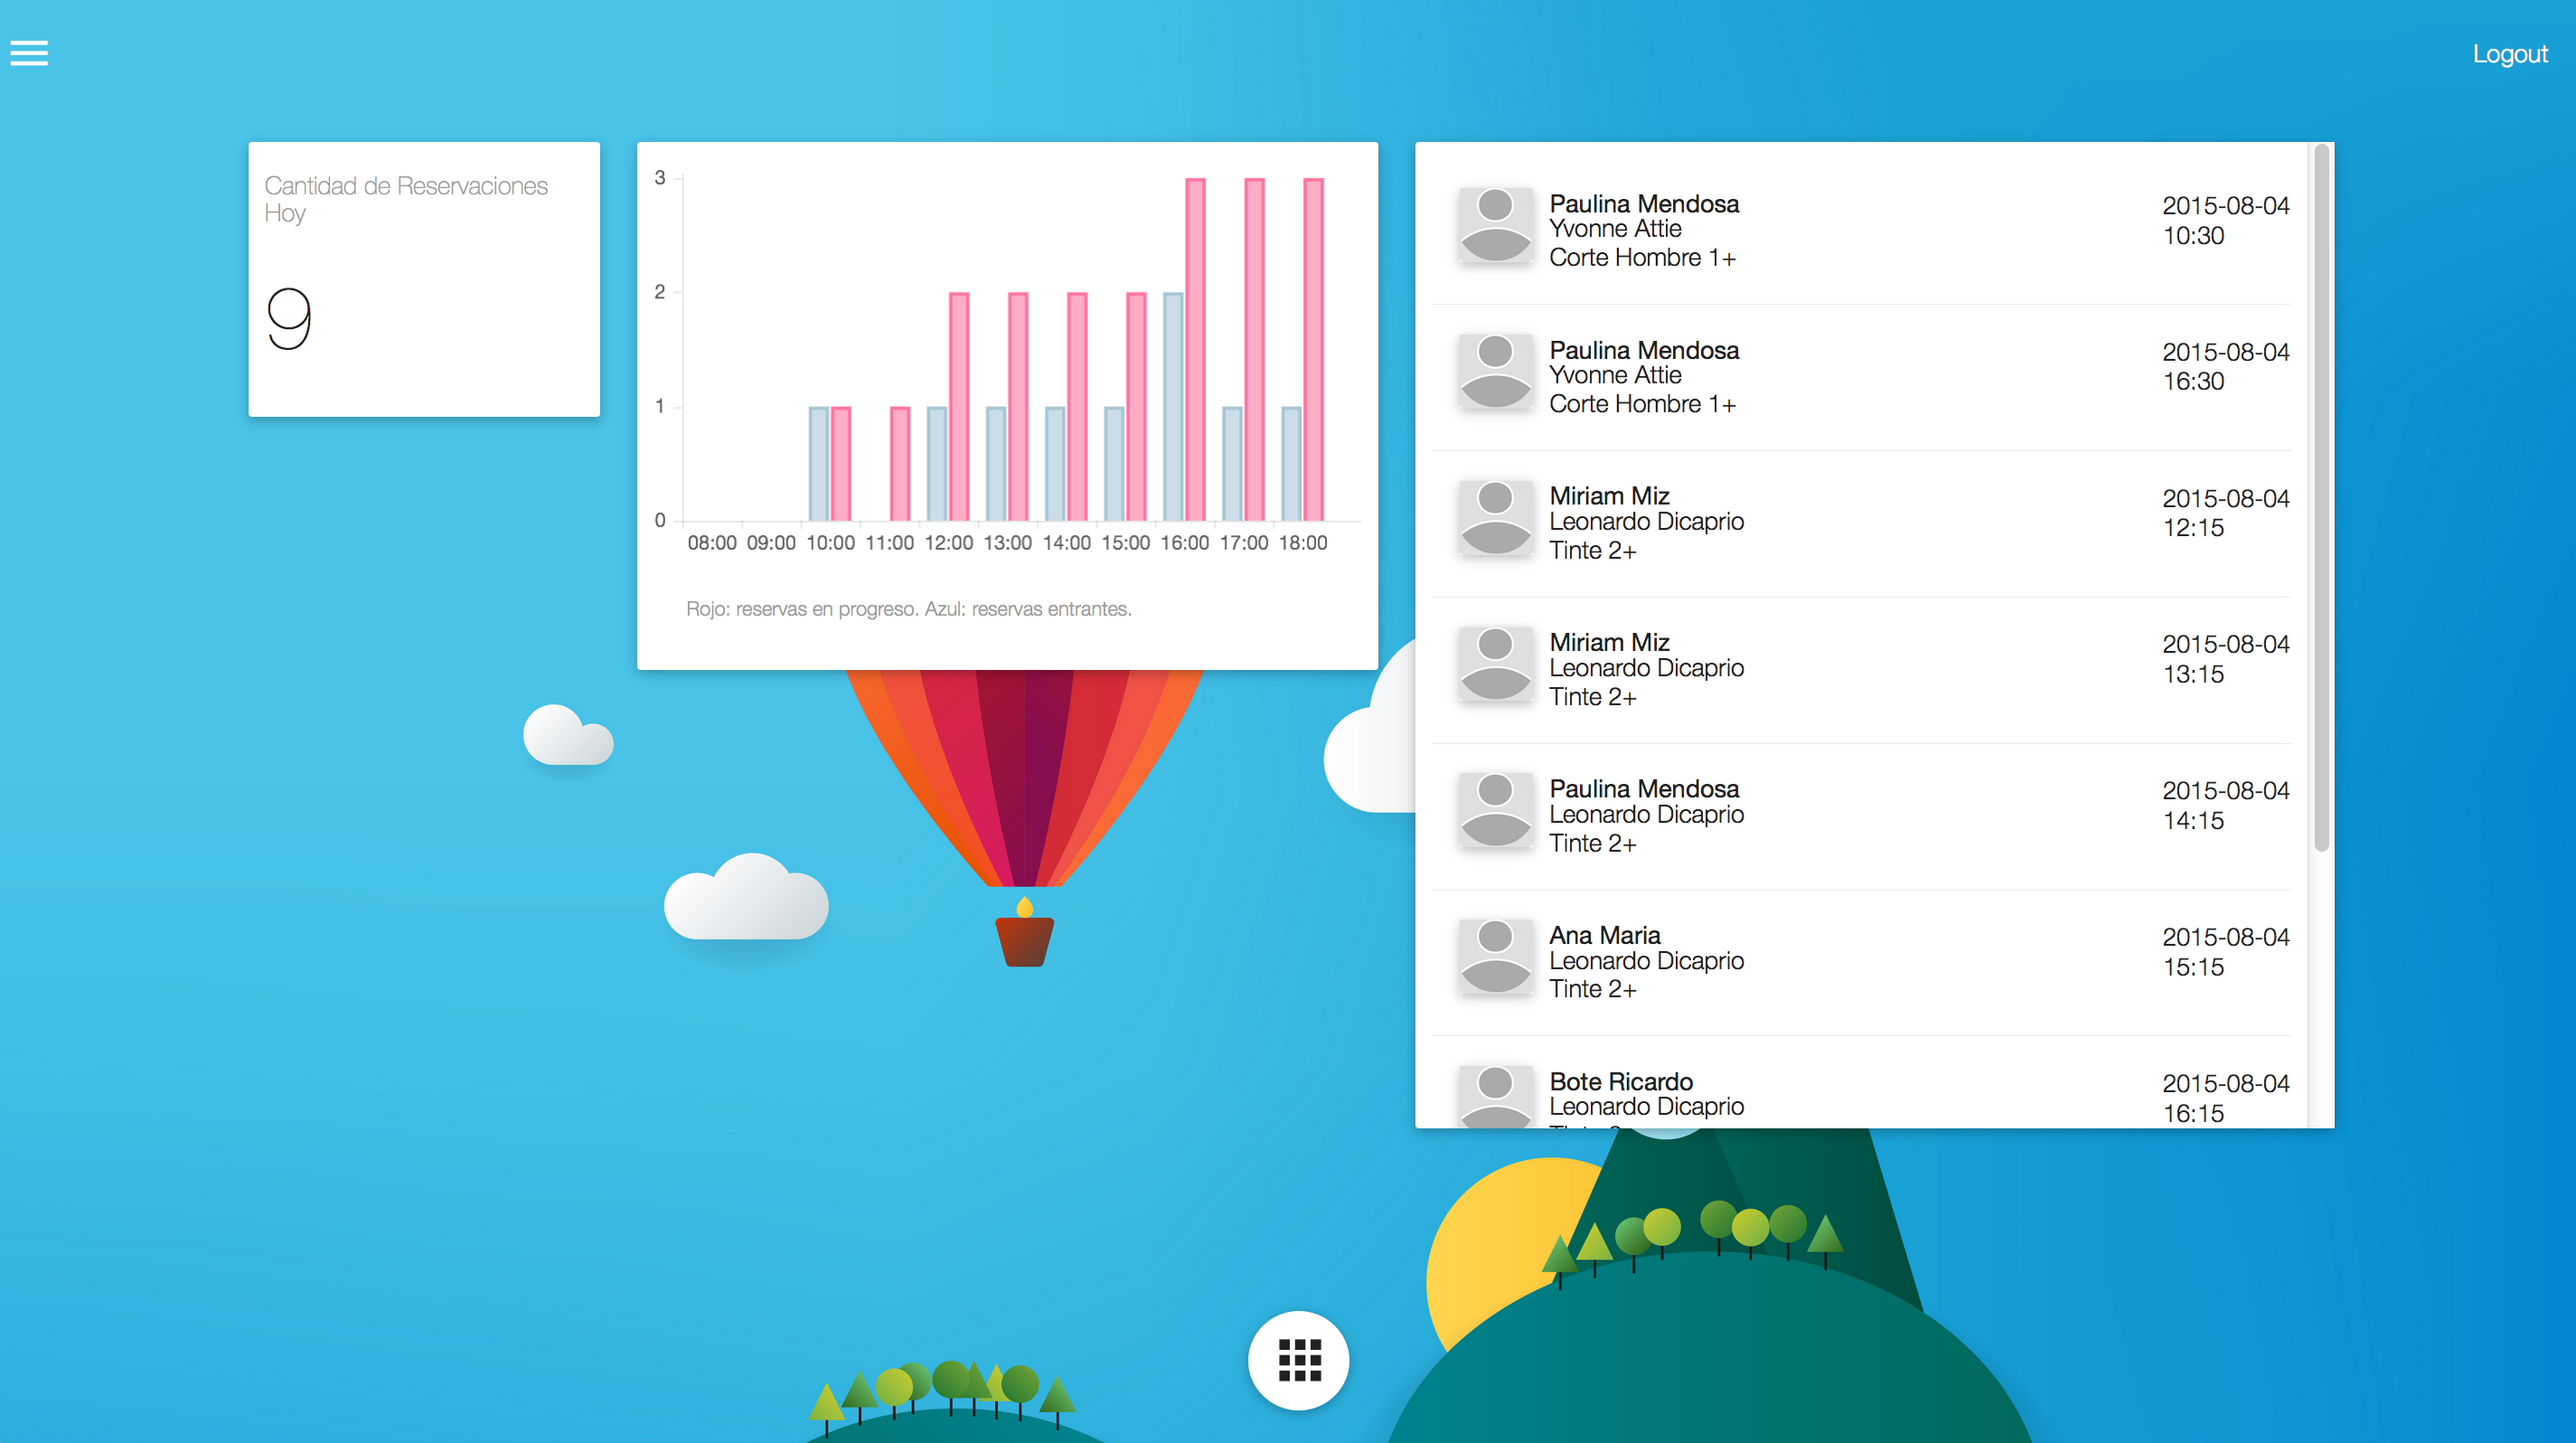 Logout
Cantidad de Reservaciones
Hoy
9
3
2
1
0
08:00 09:00 10:00 11:00 12:00 13:00 14:00 15:00 16:00 17:00 18:00
Rojo: reservas en progreso. Azul: reservas entrantes.
Paulina Mendosa
Yvonne Attie
Corte Hombre 1+
2015-08-04
10:30
Paulina Mendosa
Yvonne Attie
Corte Hombre 1+
2015-08-04
16:30
Miriam Miz
Leonardo Dicaprio
Tinte 2+
2015-08-04
12:15
Miriam Miz
Leonardo Dicaprio
Tinte 2+
2015-08-04
13:15
Paulina Mendosa
Leonardo Dicaprio
Tinte 2+
2015-08-04
14:15
Ana Maria
Leonardo Dicaprio
Tinte 2+
2015-08-04
15:15
Bote Ricardo
Leonardo Dicaprio
2015-08-04
16:15